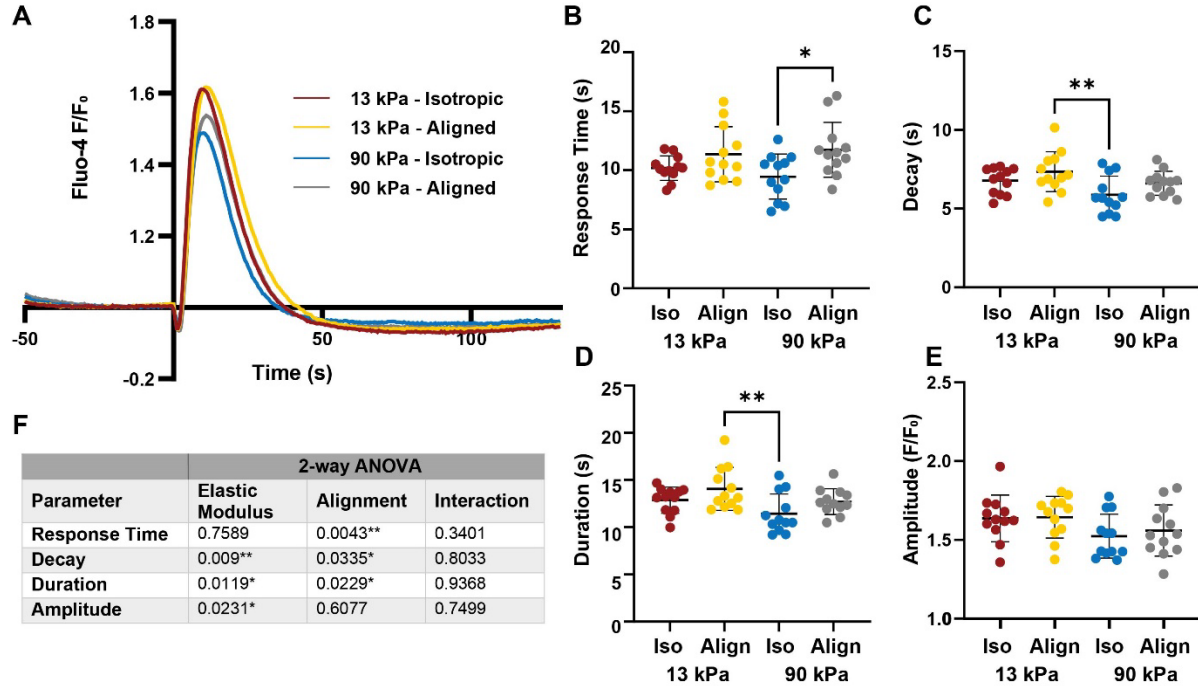 A
1.8
1.6
1.4
1.2
-0.2
Fluo-4 F/F₀
-50
50
100
Time (s)
13 kPa - Isotropic
13 kPa - Aligned
90 kPa - Isotropic
90 kPa - Aligned
B
Response Time (s)
20
15
10
5
0
*
Iso Align Iso Align
13 kPa 90 kPa
C
Decay (s)
15
10
5
0
**
Iso Align Iso Align
13 kPa 90 kPa
D
Duration (s)
25
20
15
10
5
0
**
Iso Align Iso Align
13 kPa 90 kPa
E
Amplitude (F/F₀)
2.5
2.0
1.5
1.0
Iso Align Iso Align
13 kPa 90 kPa
F
2-way ANOVA
Parameter Elastic Modulus Alignment Interaction
Response Time 0.7589 0.0043** 0.3401
Decay 0.009** 0.0335* 0.8033
Duration 0.0119* 0.0229* 0.9368
Amplitude 0.0231* 0.6077 0.7499